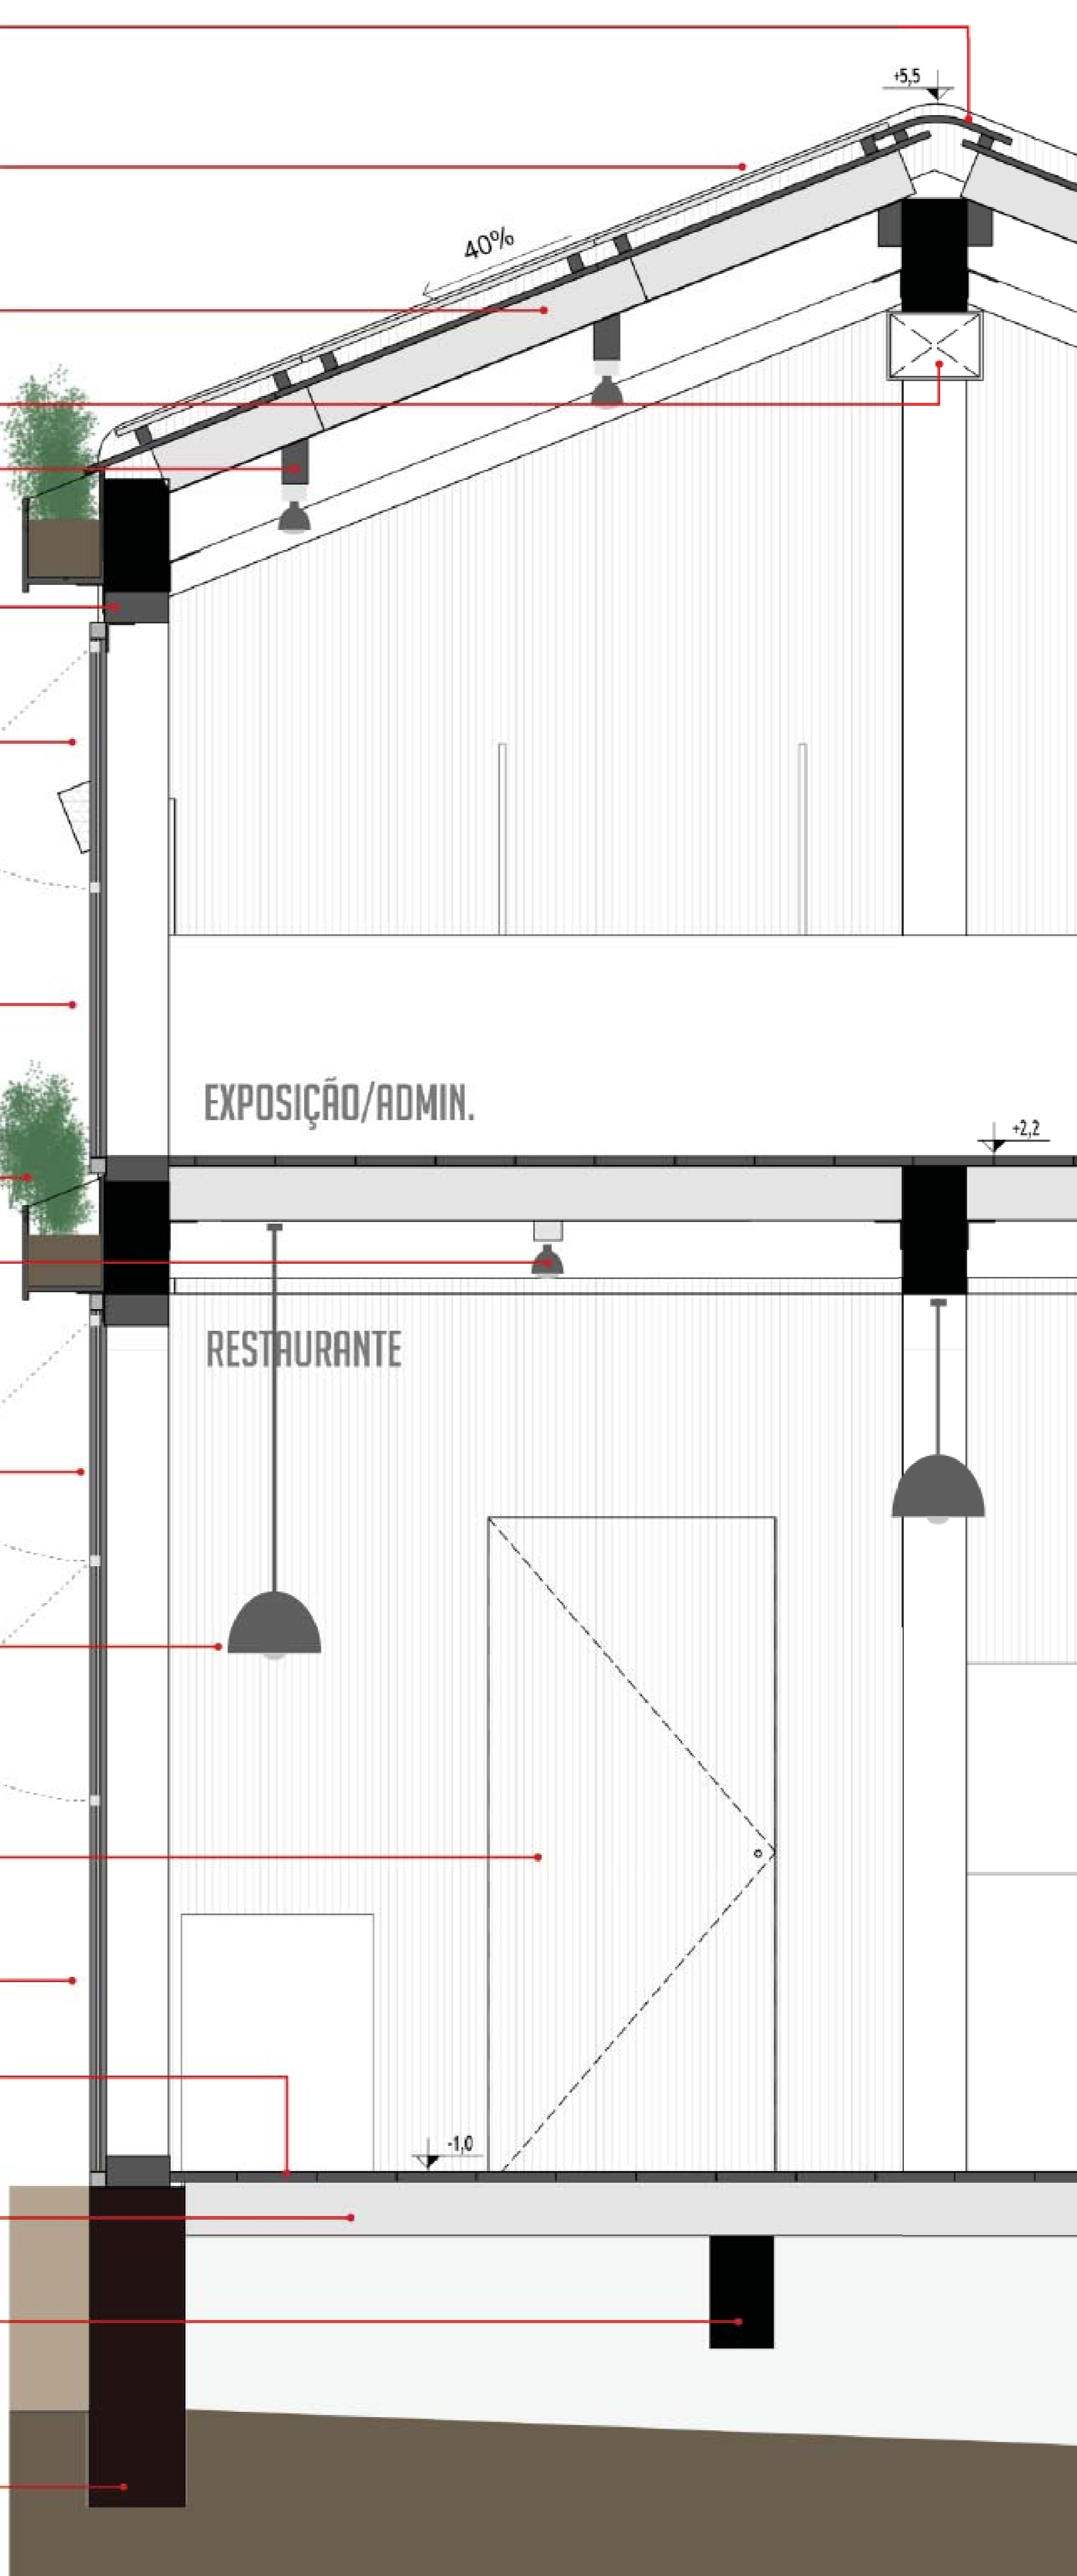 +5,5
40%
EXPOSIÇÃO/ADMIN.
+2,2
RESTAURANTE
-1,0